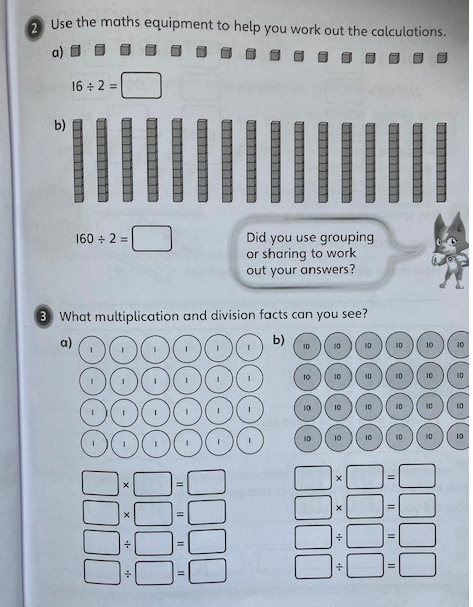 2 Use the maths equipment to help you work out the calculations.
a)
16 ÷ 2 =
b)
160 ÷ 2 =
Did you use grouping
or sharing to work
out your answers?
3 What multiplication and division facts can you see?
a)
1 1 1 1 1 1
1 1 1 1 1 1
1 1 1 1 1 1
1 1 1 1 1 1
× =
× =
÷ =
÷ =
b)
10 10 10 10 10 10
10 10 10 10 10 10
10 10 10 10 10 10
10 10 10 10 10 10
× =
× =
÷ =
÷ =